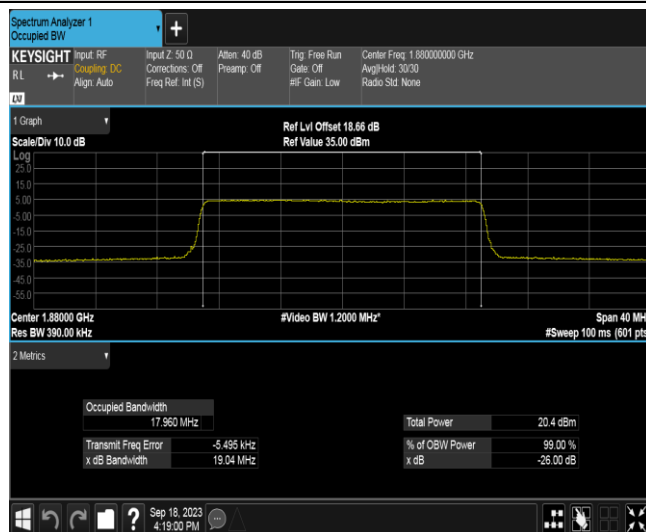 Spectrum Analyzer 1
Occupied BW
+
KEYSIGHT
RL
LXI
Input: RF
Coupling: DC
Align: Auto
Input Z: 50 Ω
Corrections: Off
Freq Ref: Int (S)
Atten: 40 dB
Preamp: Off
Trig: Free Run
Gate: Off
#IF Gain: Low
Center Freq: 1.880000000 GHz
Avg|Hold: 30/30
Radio Std: None
1 Graph
Scale/Div 10.0 dB
Ref Lvl Offset 18.66 dB
Ref Value 35.00 dBm
Log
25.0
15.0
5.00
-5.00
-15.0
-25.0
-35.0
-45.0
-55.0
Center 1.88000 GHz
Res BW 390.00 kHz
#Video BW 1.2000 MHz*
Span 40 MH
#Sweep 100 ms (601 pts
2 Metrics
Occupied Bandwidth
17.960 MHz
Transmit Freq Error -5.495 kHz
x dB Bandwidth 19.04 MHz
Total Power 20.4 dBm
% of OBW Power 99.00 %
x dB -26.00 dB
?
Sep 18, 2023
4:19:00 PM